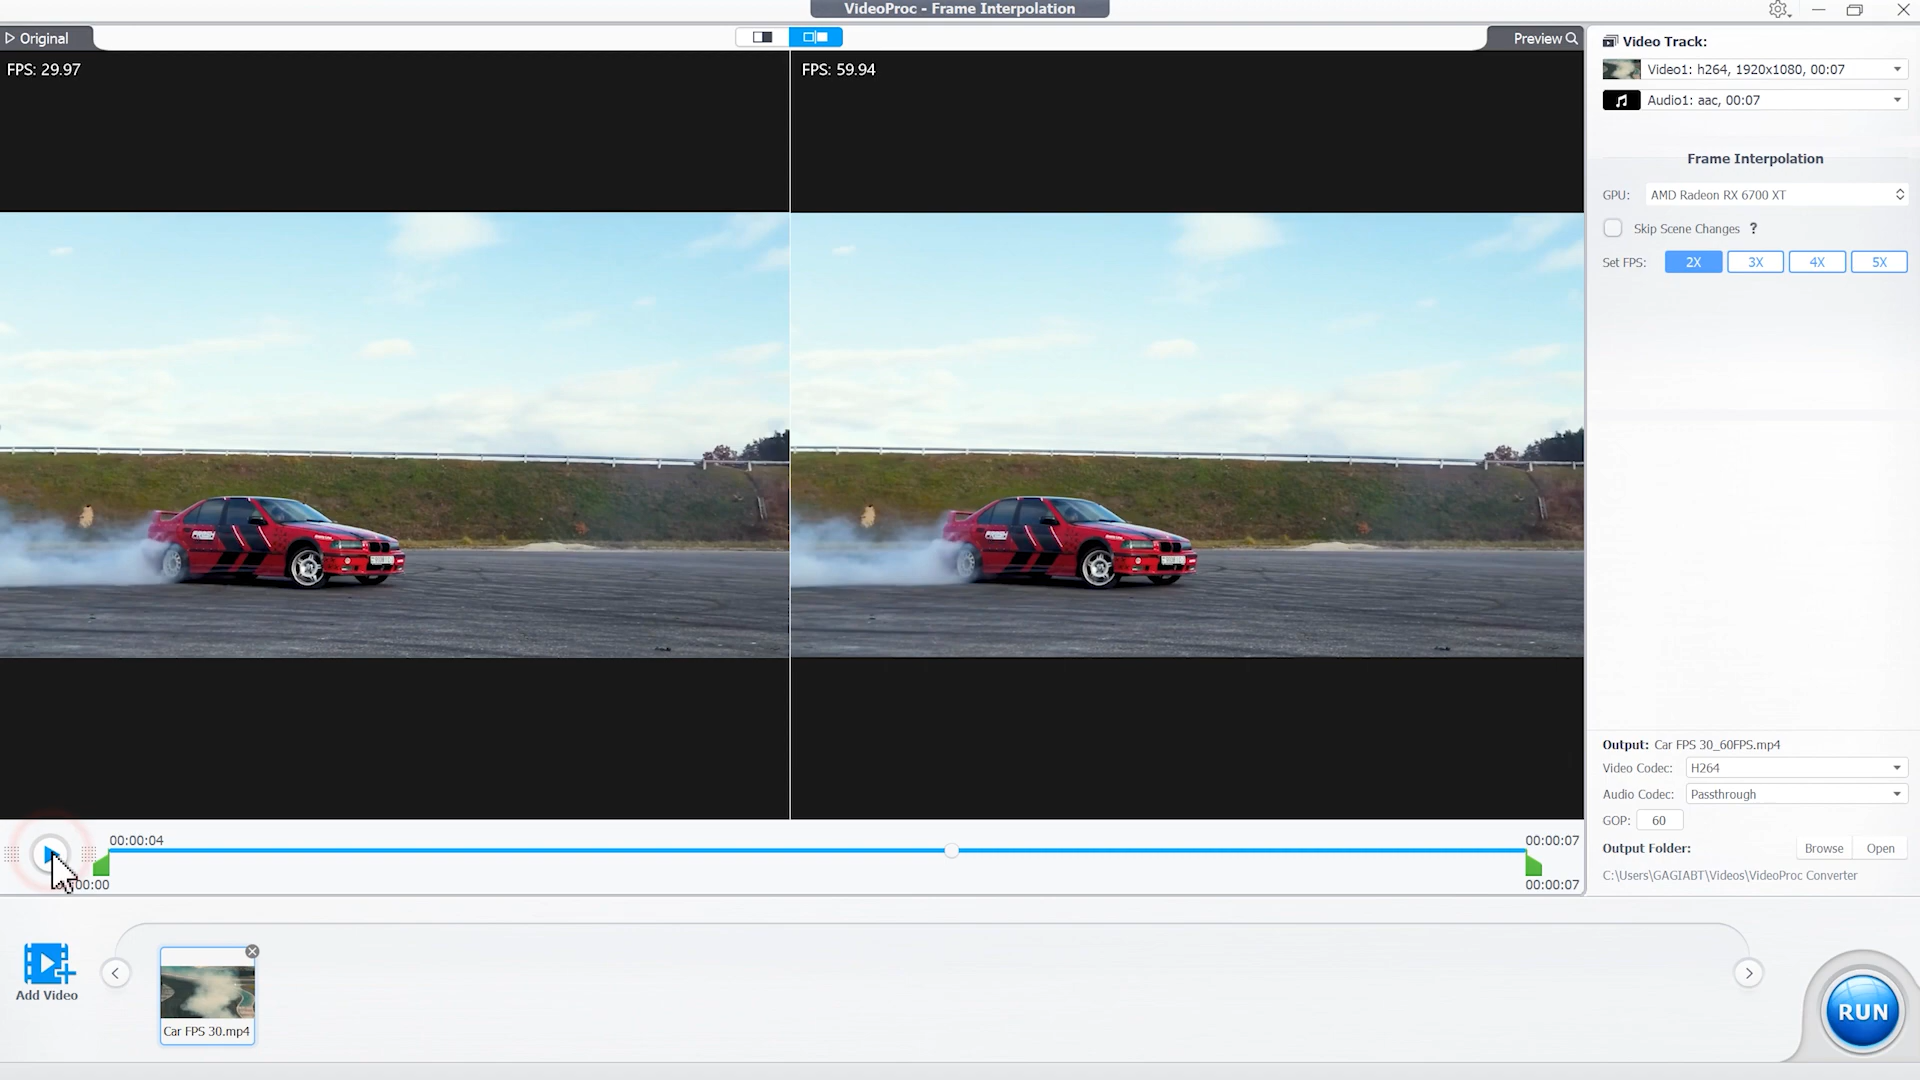 VideoProc - Frame Interpolation
Original
Preview
FPS: 29.97
FPS: 59.94
Video Track:
Video1: h264, 1920x1080, 00:07
Audio1: aac, 00:07
Frame Interpolation
GPU: AMD Radeon RX 6700 XT
Skip Scene Changes ?
Set FPS: 2X 3X 4X 5X
Output: Car FPS 30_60FPS.mp4
Video Codec: H264
Audio Codec: Passthrough
GOP: 60
Output Folder: Browse Open
C:\Users\GAGIABT\Videos\VideoProc Converter
00:00:04
00:00:07
00:00
00:00:07
Add Video
Car FPS 30.mp4
RUN